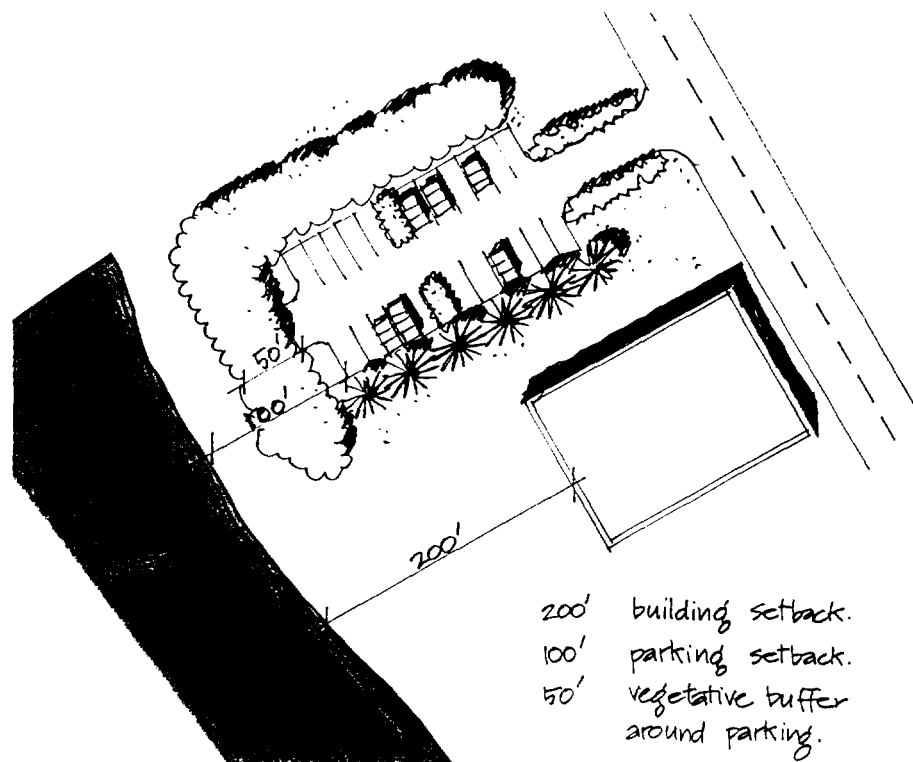 50'
100'
200'
200' building setback.
100' parking setback.
50' vegetative buffer
around parking.